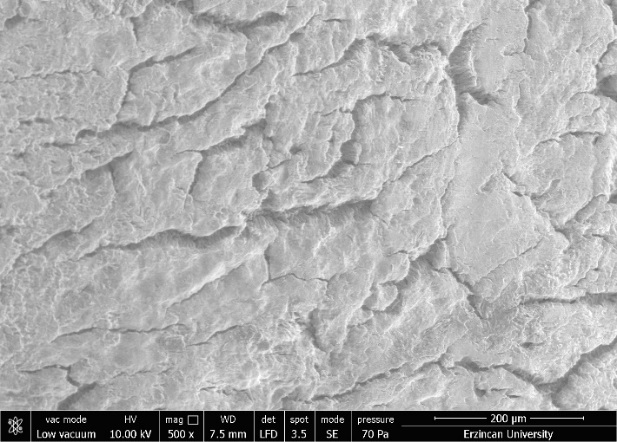 vac mode HV mag WD det spot mode pressure 200 µm
Low vacuum 10.00 kV 500 x 7.5 mm LFD 3.5 SE 70 Pa Erzincan University